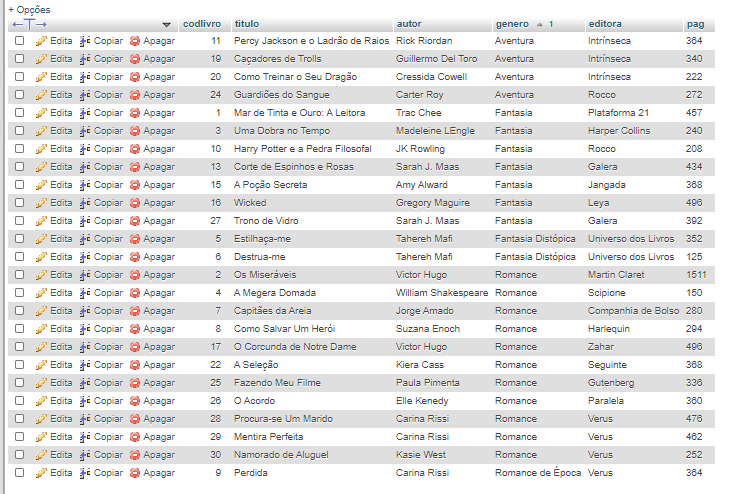 + Opções
←T→ codlivro titulo autor genero 1 editora pag
Edita Copiar Apagar 11 Percy Jackson e o Ladrão de Raios Rick Riordan Aventura Intrínseca 364
Edita Copiar Apagar 19 Caçadores de Trolls Guillermo Del Toro Aventura Intrínseca 340
Edita Copiar Apagar 20 Como Treinar o Seu Dragão Cressida Cowell Aventura Intrínseca 222
Edita Copiar Apagar 24 Guardiões do Sangue Carter Roy Aventura Rocco 272
Edita Copiar Apagar 1 Mar de Tinta e Ouro: A Leitora Trac Chee Fantasia Plataforma 21 457
Edita Copiar Apagar 3 Uma Dobra no Tempo Madeleine LEngle Fantasia Harper Collins 240
Edita Copiar Apagar 10 Harry Potter e a Pedra Filosofal JK Rowling Fantasia Rocco 208
Edita Copiar Apagar 13 Corte de Espinhos e Rosas Sarah J. Maas Fantasia Galera 434
Edita Copiar Apagar 15 A Poção Secreta Amy Alward Fantasia Jangada 368
Edita Copiar Apagar 16 Wicked Gregory Maguire Fantasia Leya 496
Edita Copiar Apagar 27 Trono de Vidro Sarah J. Maas Fantasia Galera 392
Edita Copiar Apagar 5 Estilhaça-me Tahereh Mafi Fantasia Distópica Universo dos Livros 352
Edita Copiar Apagar 6 Destrua-me Tahereh Mafi Fantasia Distópica Universo dos Livros 125
Edita Copiar Apagar 2 Os Miseráveis Victor Hugo Romance Martin Claret 1511
Edita Copiar Apagar 4 A Megera Domada William Shakespeare Romance Scipione 150
Edita Copiar Apagar 7 Capitães da Areia Jorge Amado Romance Companhia de Bolso 280
Edita Copiar Apagar 8 Como Salvar Um Herói Suzana Enoch Romance Harlequin 294
Edita Copiar Apagar 17 O Corcunda de Notre Dame Victor Hugo Romance Zahar 496
Edita Copiar Apagar 22 A Seleção Kiera Cass Romance Seguinte 368
Edita Copiar Apagar 25 Fazendo Meu Filme Paula Pimenta Romance Gutenberg 336
Edita Copiar Apagar 26 O Acordo Elle Kenedy Romance Paralela 360
Edita Copiar Apagar 28 Procura-se Um Marido Carina Rissi Romance Verus 476
Edita Copiar Apagar 29 Mentira Perfeita Carina Rissi Romance Verus 462
Edita Copiar Apagar 30 Namorado de Aluguel Kasie West Romance Verus 252
Edita Copiar Apagar 9 Perdida Carina Rissi Romance de Época Verus 364